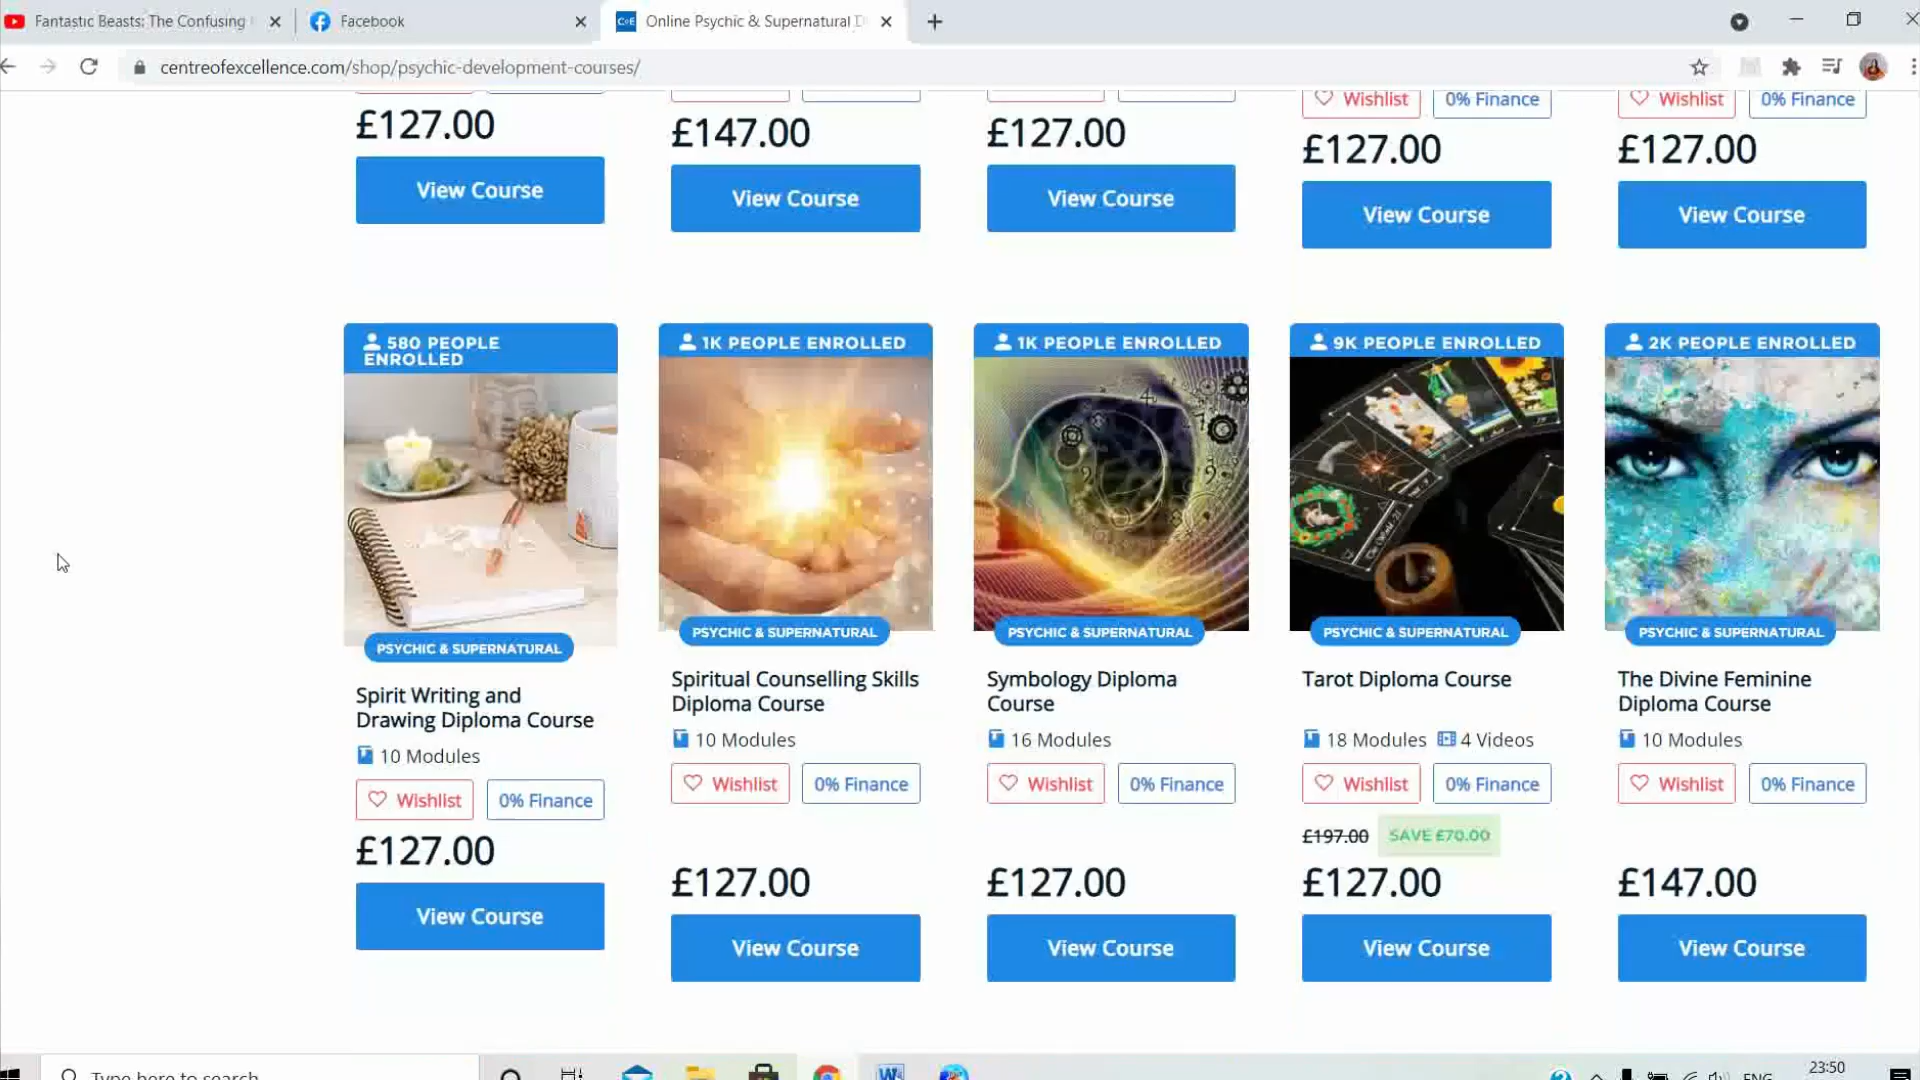 Fantastic Beasts: The Confusing
Facebook
Online Psychic & Supernatural D
centreofexcellence.com/shop/psychic-development-courses/
Wishlist 0% Finance
Wishlist 0% Finance
£127.00 £147.00 £127.00 £127.00 £127.00
View Course View Course View Course View Course View Course
580 PEOPLE
ENROLLED
1K PEOPLE ENROLLED
1K PEOPLE ENROLLED
9K PEOPLE ENROLLED
2K PEOPLE ENROLLED
PSYCHIC & SUPERNATURAL
Spirit Writing and
Drawing Diploma Course
10 Modules
Wishlist 0% Finance
£127.00
View Course
PSYCHIC & SUPERNATURAL
Spiritual Counselling Skills
Diploma Course
10 Modules
Wishlist 0% Finance
£127.00
View Course
PSYCHIC & SUPERNATURAL
Symbology Diploma
Course
16 Modules
Wishlist 0% Finance
£127.00
View Course
PSYCHIC & SUPERNATURAL
Tarot Diploma Course
18 Modules 4 Videos
Wishlist 0% Finance
£197.00 SAVE £70.00
£127.00
View Course
PSYCHIC & SUPERNATURAL
The Divine Feminine
Diploma Course
10 Modules
Wishlist 0% Finance
£147.00
View Course
Type here to search
ENG
23:50